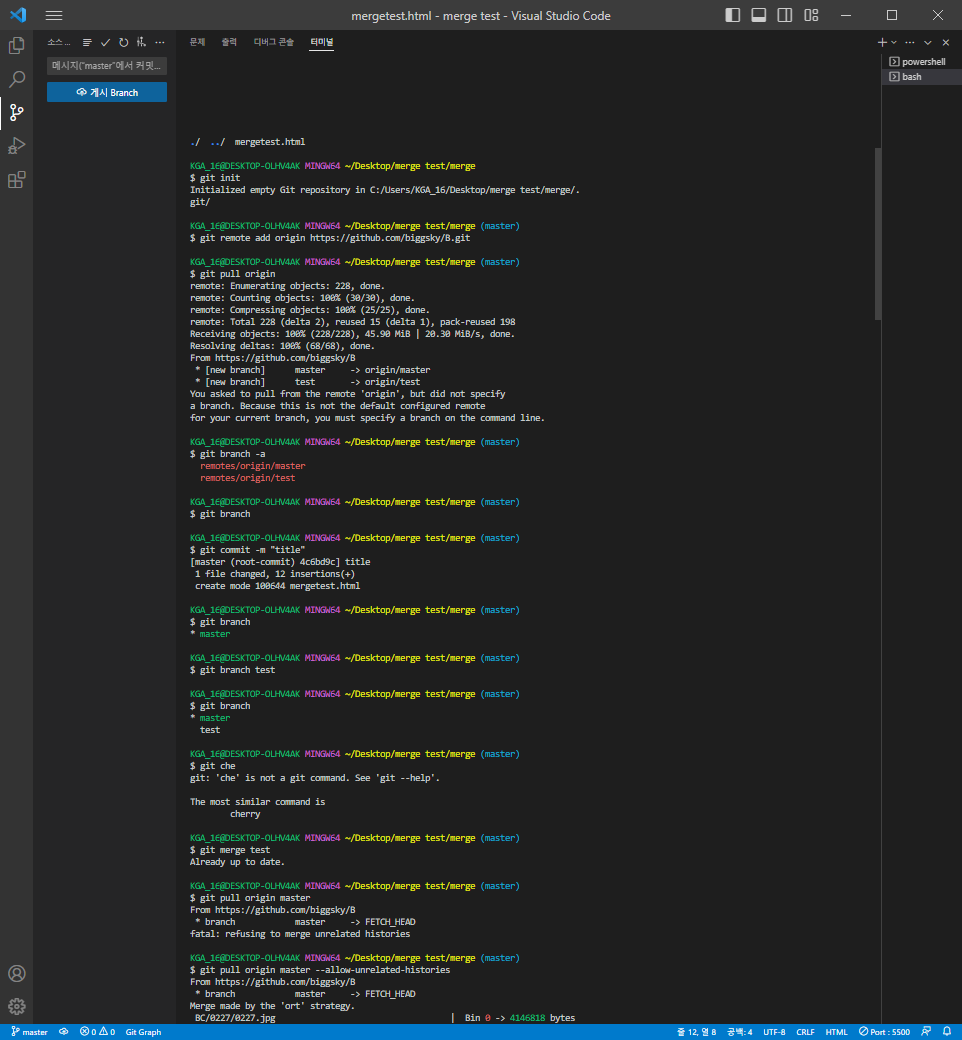 mergetest.html - merge test - Visual Studio Code
소스 ...
문제 출력 디버그 콘솔 터미널
메시지("master"에서 커밋...
게시 Branch
powershell
bash
./ ../ mergetest.html
KGA_16@DESKTOP-OLHV4AK MINGW64 ~/Desktop/merge test/merge
$ git init
Initialized empty Git repository in C:/Users/KGA_16/Desktop/merge test/merge/.
git/
KGA_16@DESKTOP-OLHV4AK MINGW64 ~/Desktop/merge test/merge (master)
$ git remote add origin https://github.com/biggsky/B.git
KGA_16@DESKTOP-OLHV4AK MINGW64 ~/Desktop/merge test/merge (master)
$ git pull origin
remote: Enumerating objects: 228, done.
remote: Counting objects: 100% (30/30), done.
remote: Compressing objects: 100% (25/25), done.
remote: Total 228 (delta 2), reused 15 (delta 1), pack-reused 198
Receiving objects: 100% (228/228), 45.90 MiB | 20.30 MiB/s, done.
Resolving deltas: 100% (68/68), done.
From https://github.com/biggsky/B
 * [new branch]      master     -> origin/master
 * [new branch]      test       -> origin/test
You asked to pull from the remote 'origin', but did not specify
a branch. Because this is not the default configured remote
for your current branch, you must specify a branch on the command line.
KGA_16@DESKTOP-OLHV4AK MINGW64 ~/Desktop/merge test/merge (master)
$ git branch -a
  remotes/origin/master
  remotes/origin/test
KGA_16@DESKTOP-OLHV4AK MINGW64 ~/Desktop/merge test/merge (master)
$ git branch
KGA_16@DESKTOP-OLHV4AK MINGW64 ~/Desktop/merge test/merge (master)
$ git commit -m "title"
[master (root-commit) 4c6bd9c] title
 1 file changed, 12 insertions(+)
 create mode 100644 mergetest.html
KGA_16@DESKTOP-OLHV4AK MINGW64 ~/Desktop/merge test/merge (master)
$ git branch
* master
KGA_16@DESKTOP-OLHV4AK MINGW64 ~/Desktop/merge test/merge (master)
$ git branch test
KGA_16@DESKTOP-OLHV4AK MINGW64 ~/Desktop/merge test/merge (master)
$ git branch
* master
  test
KGA_16@DESKTOP-OLHV4AK MINGW64 ~/Desktop/merge test/merge (master)
$ git che
git: 'che' is not a git command. See 'git --help'.
The most similar command is
        cherry
KGA_16@DESKTOP-OLHV4AK MINGW64 ~/Desktop/merge test/merge (master)
$ git merge test
Already up to date.
KGA_16@DESKTOP-OLHV4AK MINGW64 ~/Desktop/merge test/merge (master)
$ git pull origin master
From https://github.com/biggsky/B
 * branch            master     -> FETCH_HEAD
fatal: refusing to merge unrelated histories
KGA_16@DESKTOP-OLHV4AK MINGW64 ~/Desktop/merge test/merge (master)
$ git pull origin master --allow-unrelated-histories
From https://github.com/biggsky/B
 * branch            master     -> FETCH_HEAD
Merge made by the 'ort' strategy.
 BC/0227/0227.jpg | Bin 0 -> 4146818 bytes
master 0 0 Git Graph 줄 12, 열 8 공백: 4 UTF-8 CRLF HTML Port : 5500